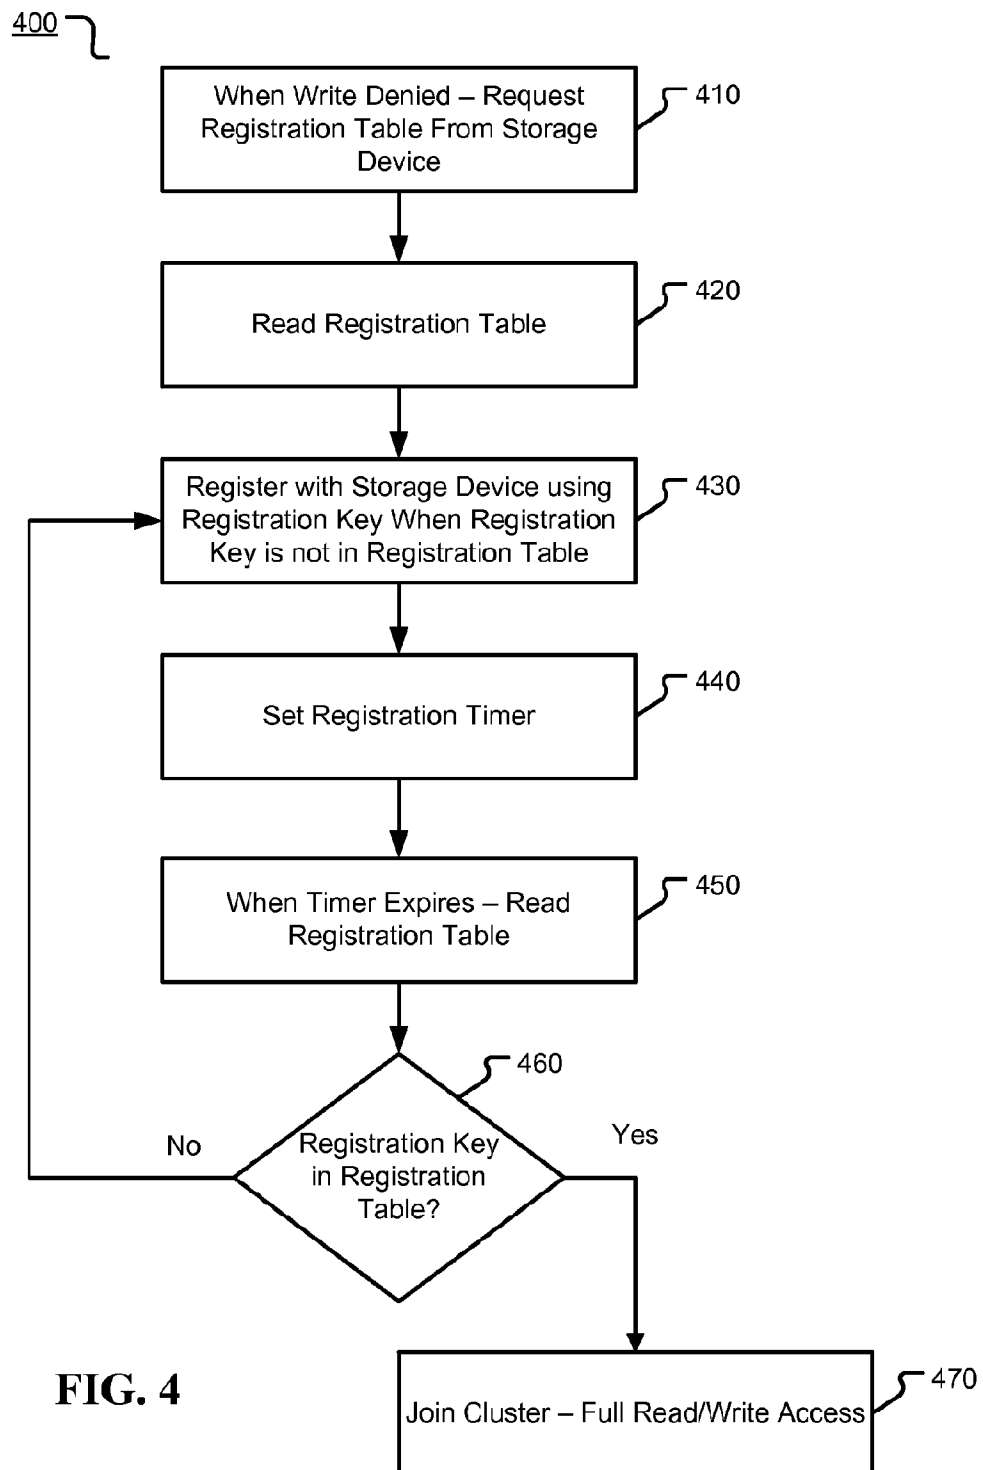 400
When Write Denied – Request
Registration Table From Storage
Device
410
Read Registration Table
420
Register with Storage Device using
Registration Key When Registration
Key is not in Registration Table
430
Set Registration Timer
440
When Timer Expires – Read
Registration Table
450
460
Registration Key
in Registration
Table?
No
Yes
Join Cluster – Full Read/Write Access
470
FIG. 4